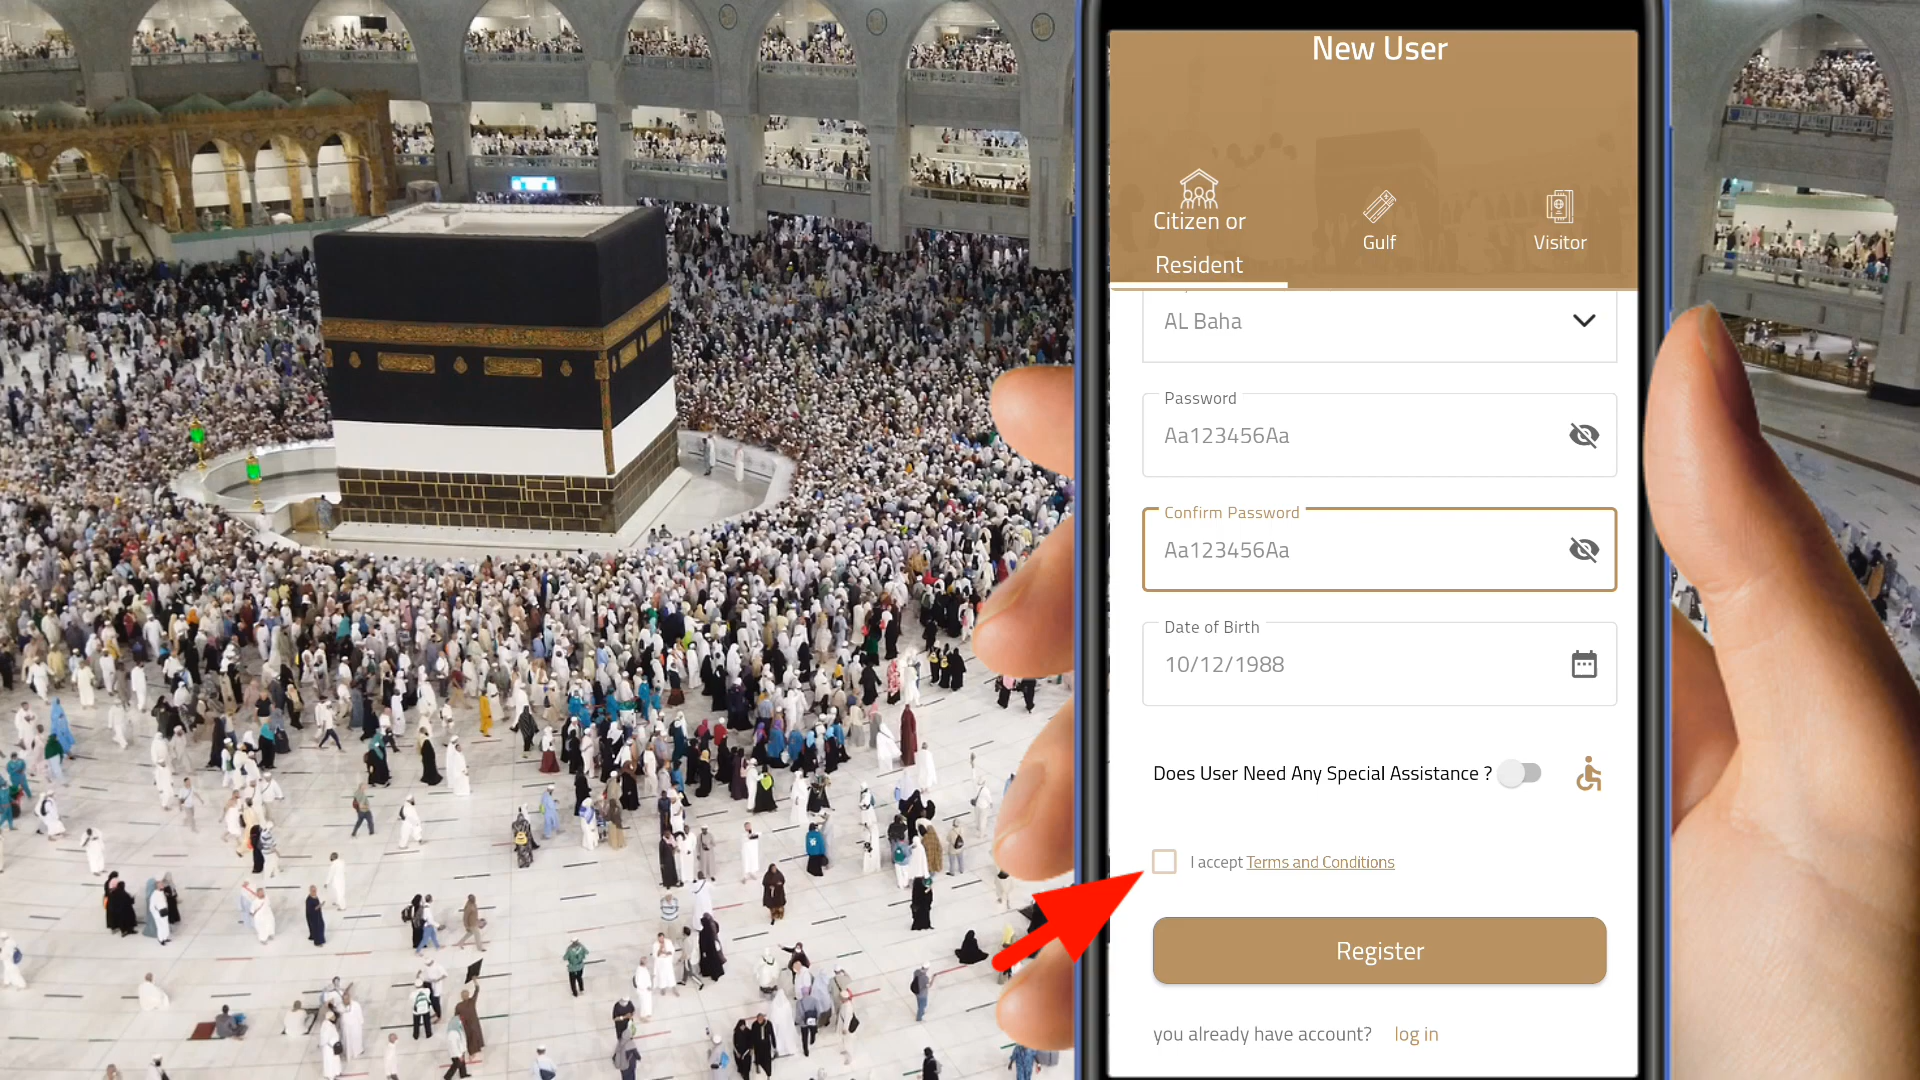 New User
Citizen or
Resident
Gulf
Visitor
AL Baha
Password
Aa123456Aa
Confirm Password
Aa123456Aa
Date of Birth
10/12/1988
Does User Need Any Special Assistance ?
I accept Terms and Conditions
Register
you already have account? log in